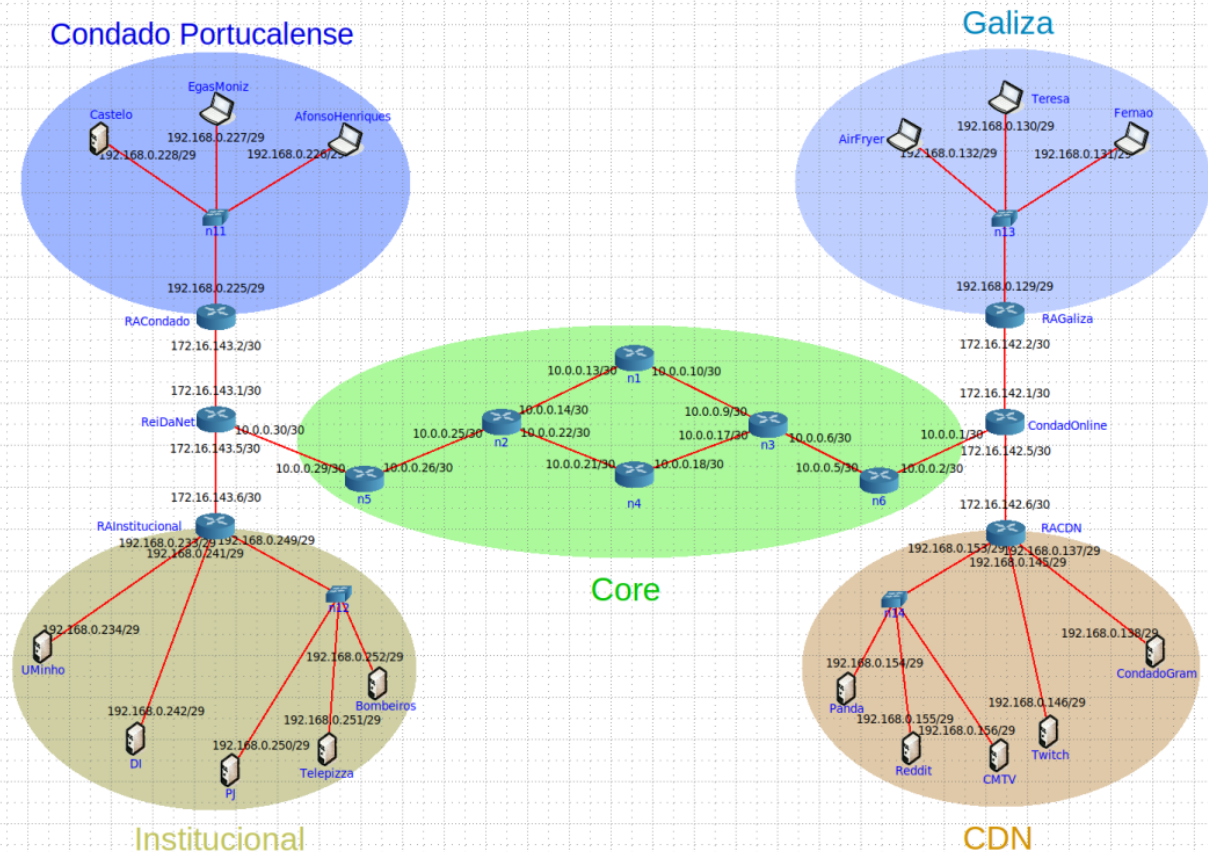 Condado Portucalense
Galiza
EgasMoniz
Castelo
AfonsoHenriques
192.168.0.227/29
192.168.0.228/29
192.168.0.226/29
n11
192.168.0.225/29
RACondado
172.16.143.2/30
172.16.143.1/30
ReiDaNet
10.0.0.30/30
172.16.143.5/30
172.16.143.6/30
RAInstitucional
Teresa
Fernao
AirFryer
192.168.0.130/29
192.168.0.132/29
192.168.0.131/29
n13
192.168.0.129/29
RAGaliza
172.16.142.2/30
172.16.142.1/30
CondadOnline
10.0.0.1/30
172.16.142.5/30
172.16.142.6/30
RACDN
10.0.0.13/30
n1
10.0.0.10/30
10.0.0.14/30
10.0.0.9/30
10.0.0.25/30
n2
10.0.0.22/30
10.0.0.17/30
n3
10.0.0.6/30
10.0.0.29/30
10.0.0.26/30
10.0.0.21/30
10.0.0.18/30
10.0.0.5/30
10.0.0.2/30
n5
n4
n6
Core
192.168.0.233/29
192.168.0.249/29
192.168.0.241/29
n12
192.168.0.234/29
UMinho
192.168.0.252/29
Bombeiros
192.168.0.242/29
192.168.0.251/29
192.168.0.250/29
DI
Telepizza
PJ
Institucional
192.168.0.153/29
192.168.0.137/29
192.168.0.145/29
n14
192.168.0.138/29
CondadoGram
192.168.0.154/29
Panda
192.168.0.146/29
192.168.0.155/29
192.168.0.156/29
Twitch
Reddit
CMTV
CDN